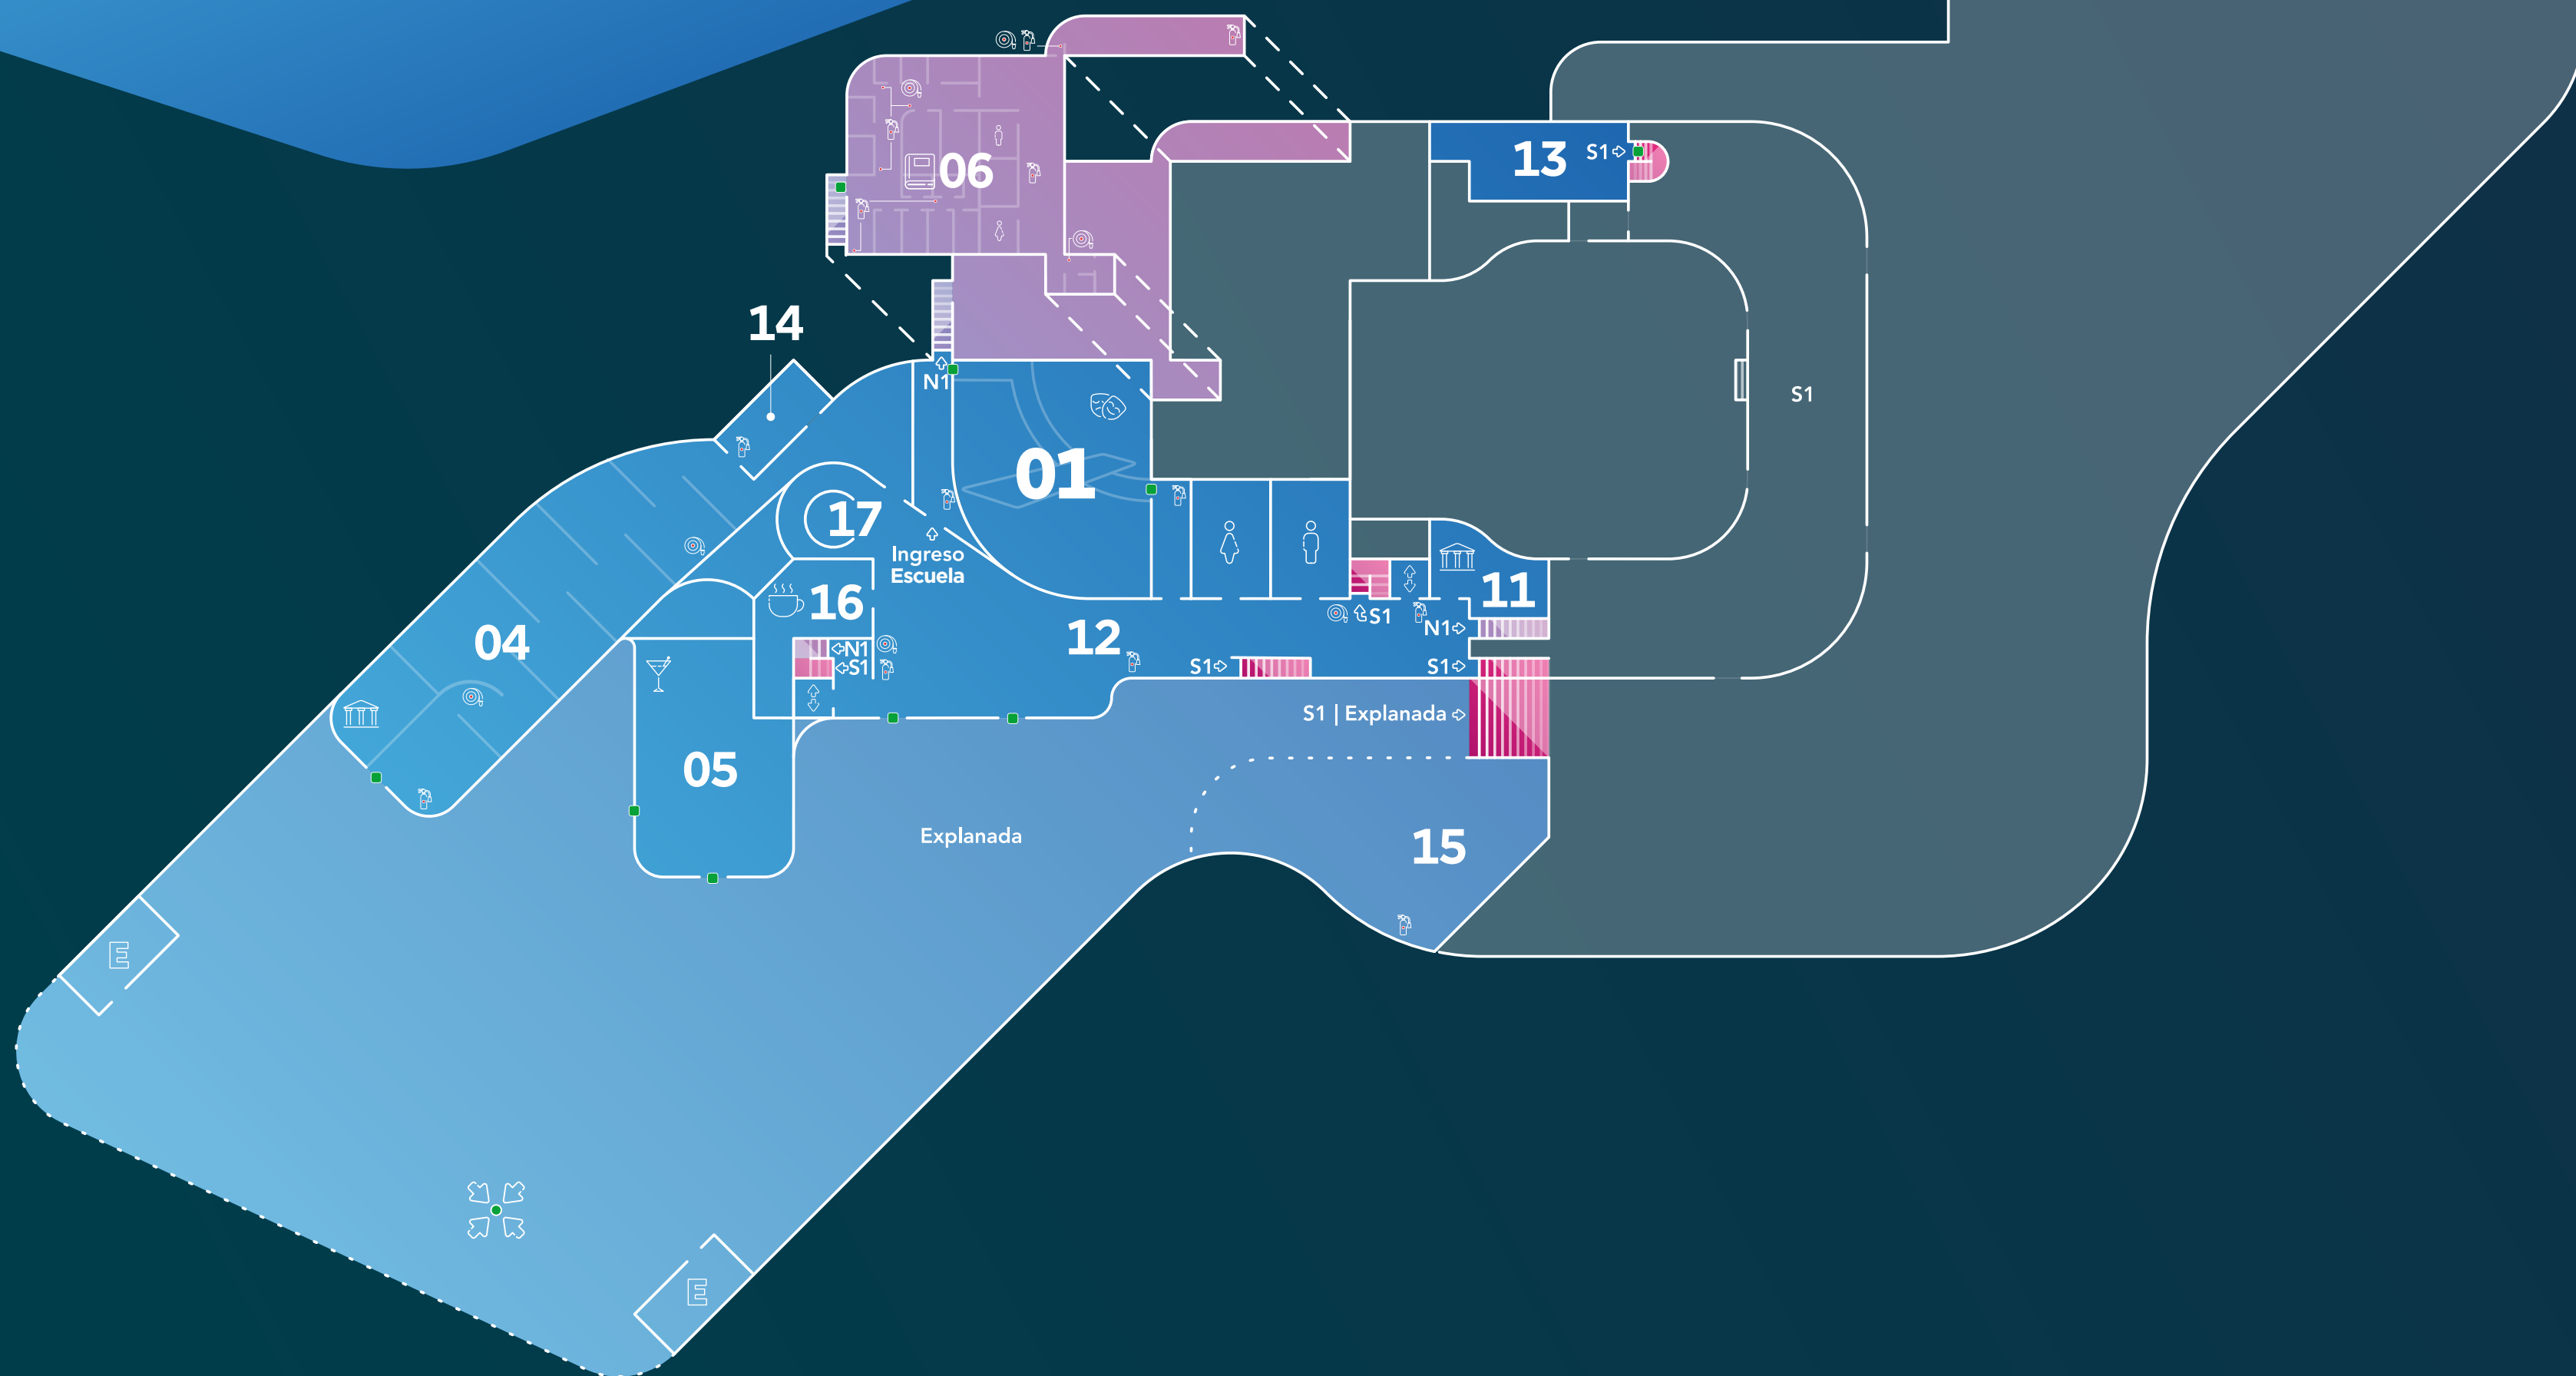 06
13
S1
14
N1
S1
01
17
Ingreso
Escuela
16
11
S1
04
12
N1
N1
S1
S1
S1
S1 | Explanada
05
Explanada
15
E
E